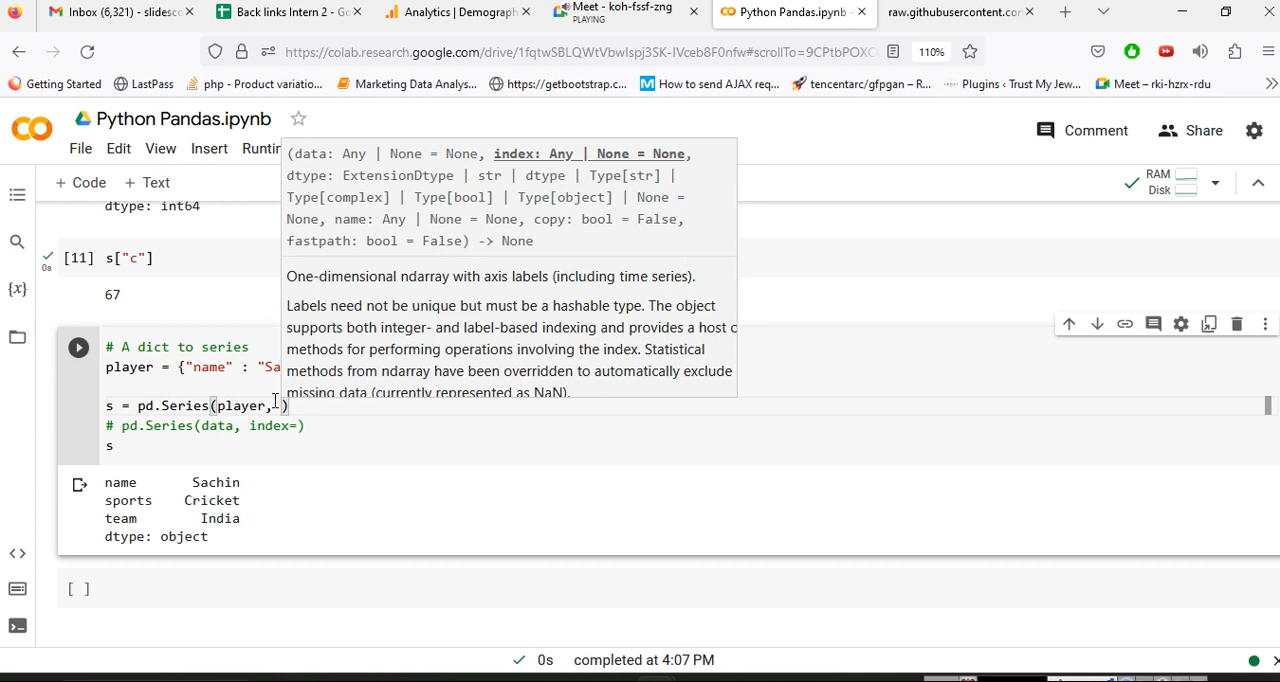 Inbox (6,321) - slidesc
Back links Intern 2 - Go
Analytics | Demograph
Meet - koh-fssf-zng
PLAYING
Python Pandas.ipynb -
raw.githubusercontent.con
https://colab.research.google.com/drive/1fqtwSBLQWtVbwIspj3SK-IVceb8F0nfw#scrollTo=9CPtbPOXC
110%
Getting Started
LastPass
php - Product variatio...
Marketing Data Analys...
https://getbootstrap.c...
How to send AJAX req...
tencentarc/gfpgan – R...
Plugins ‹ Trust My Jew...
Meet – rki-hzrx-rdu
Python Pandas.ipynb
Comment
Share
File Edit View Insert Runtin
+ Code + Text
RAM
Disk
(data: Any | None = None, index: Any | None = None,
dtype: ExtensionDtype | str | dtype | Type[str] |
Type[complex] | Type[bool] | Type[object] | None =
None, name: Any | None = None, copy: bool = False,
fastpath: bool = False) -> None
One-dimensional ndarray with axis labels (including time series).
Labels need not be unique but must be a hashable type. The object
supports both integer- and label-based indexing and provides a host o
methods for performing operations involving the index. Statistical
methods from ndarray have been overridden to automatically exclude
missing data (currently represented as NaN).
dtype: int64
[11] s["c"]
0s
67
# A dict to series
player = {"name" : "Sa
s = pd.Series(player, )
# pd.Series(data, index=)
s
name Sachin
sports Cricket
team India
dtype: object
[ ]
0s completed at 4:07 PM